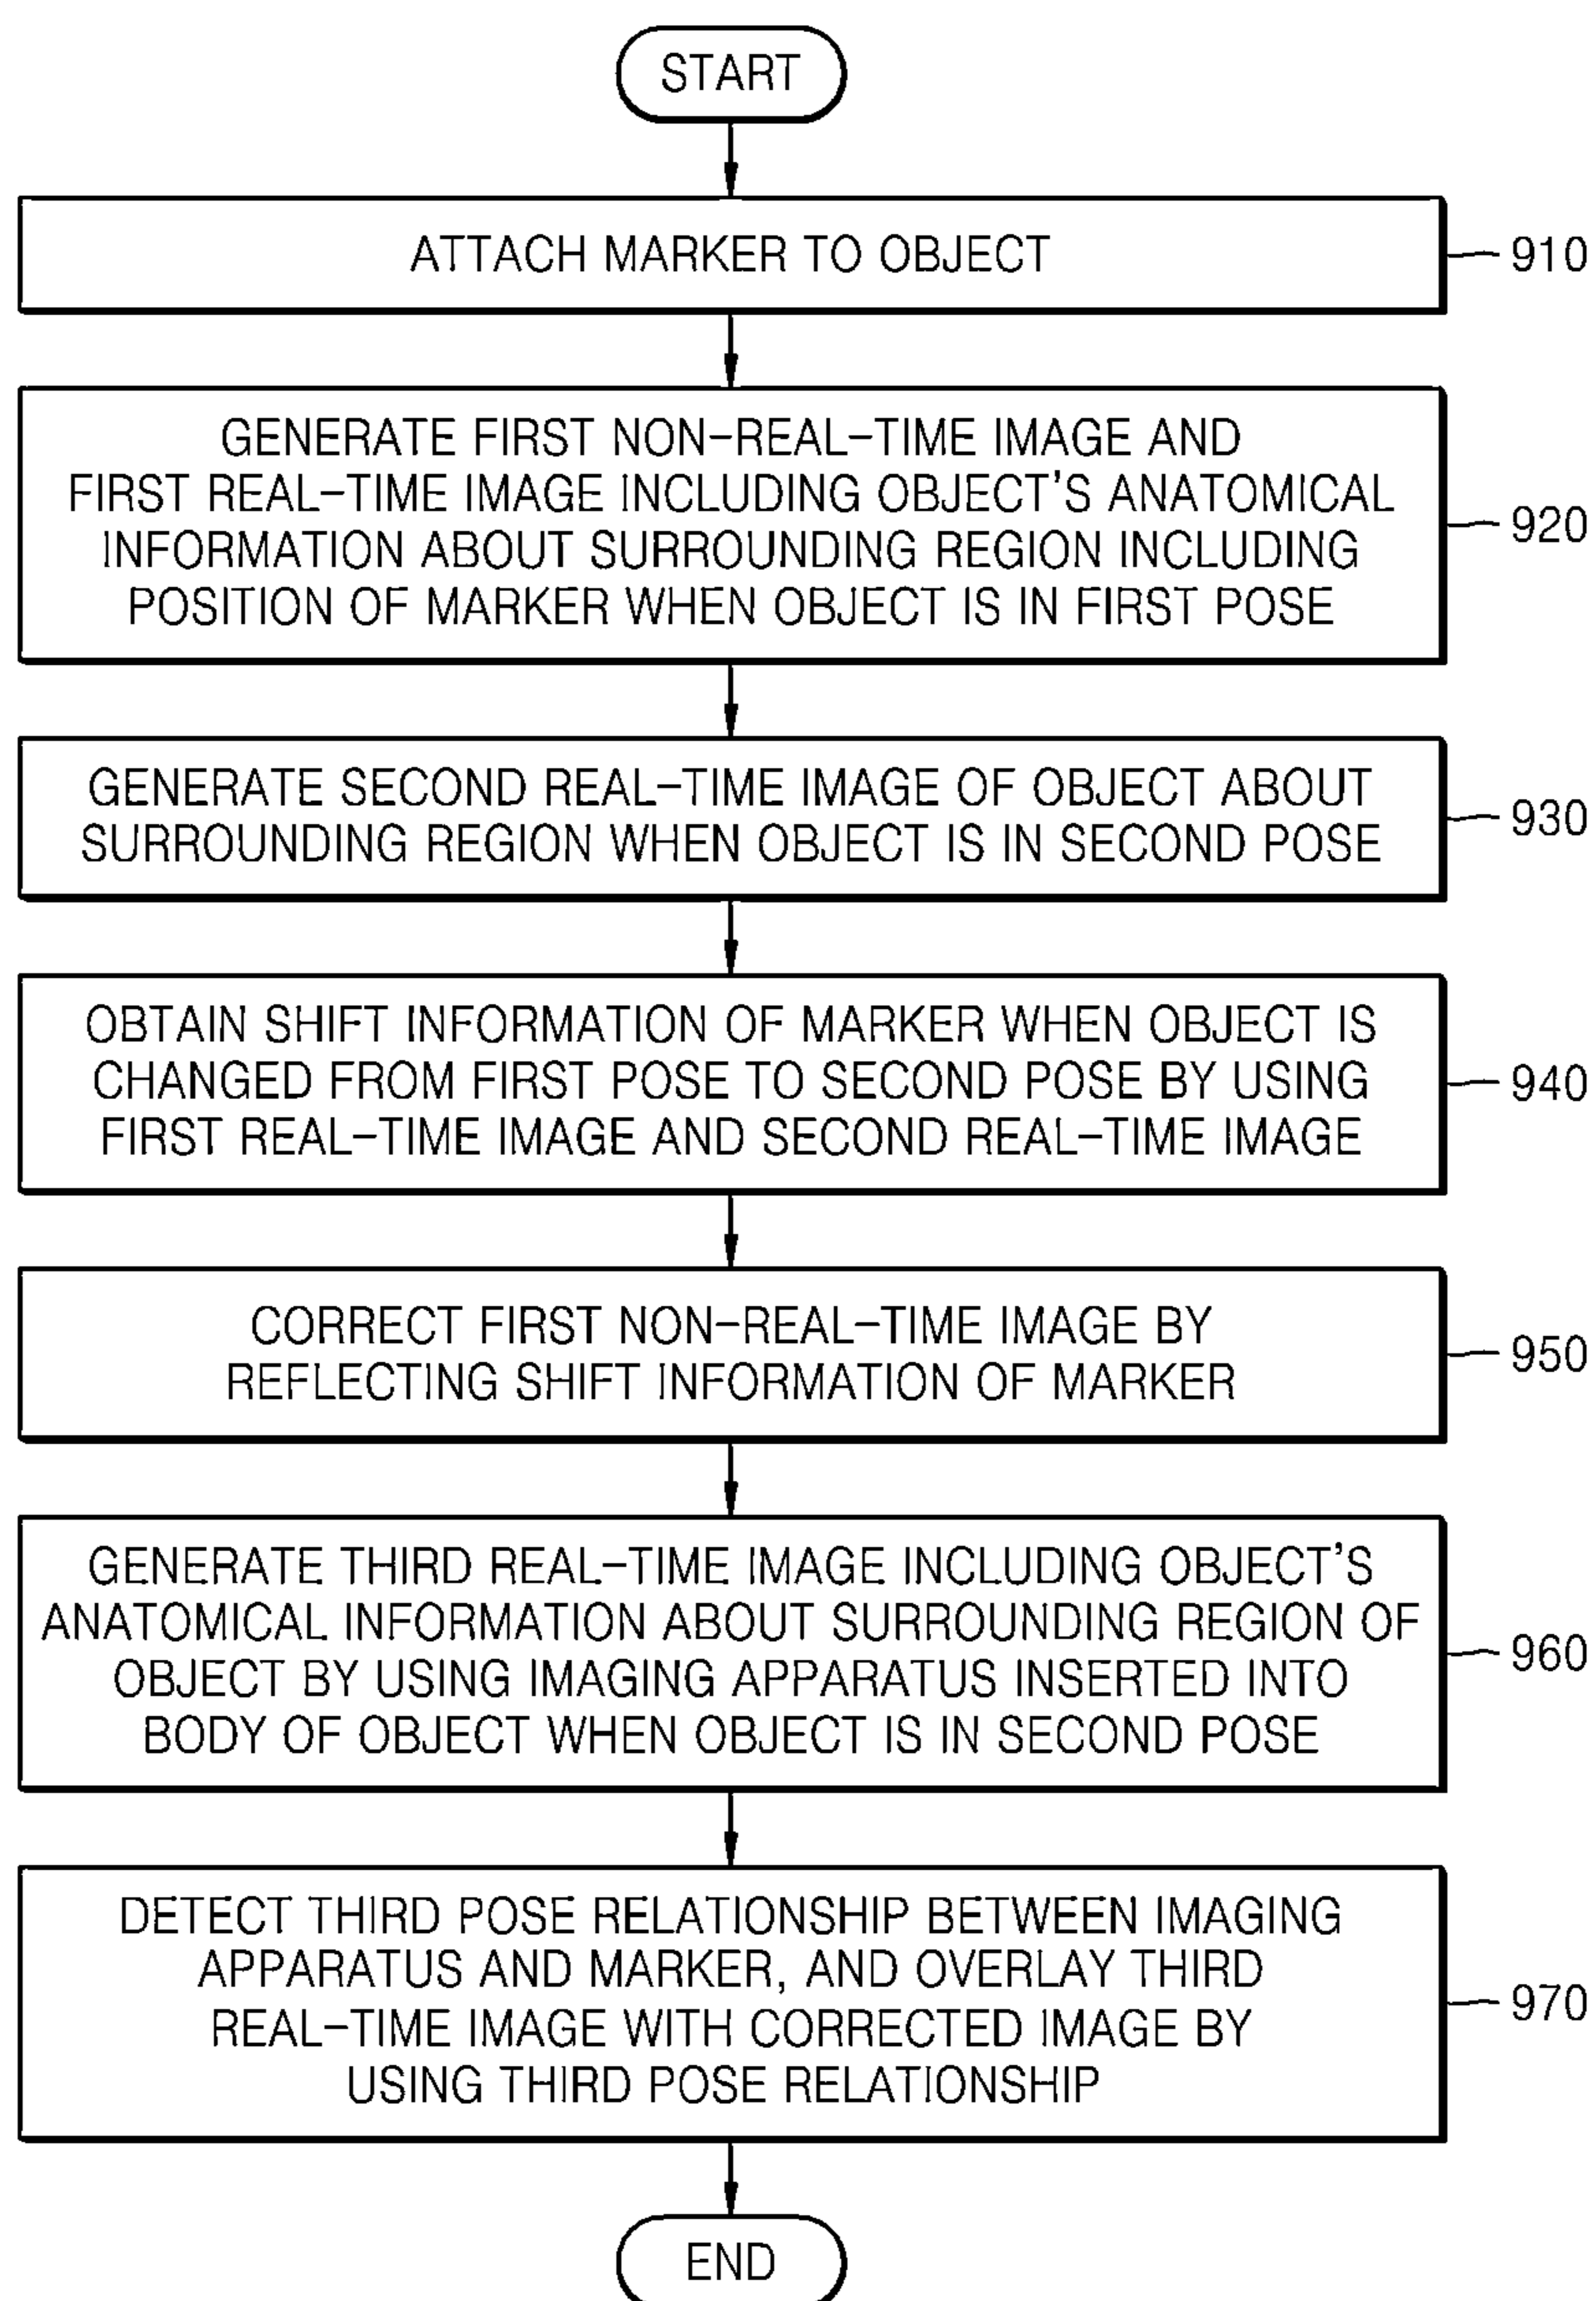 START
ATTACH MARKER TO OBJECT
910
GENERATE FIRST NON-REAL-TIME IMAGE AND
FIRST REAL-TIME IMAGE INCLUDING OBJECT'S ANATOMICAL
INFORMATION ABOUT SURROUNDING REGION INCLUDING
POSITION OF MARKER WHEN OBJECT IS IN FIRST POSE
920
GENERATE SECOND REAL-TIME IMAGE OF OBJECT ABOUT
SURROUNDING REGION WHEN OBJECT IS IN SECOND POSE
930
OBTAIN SHIFT INFORMATION OF MARKER WHEN OBJECT IS
CHANGED FROM FIRST POSE TO SECOND POSE BY USING
FIRST REAL-TIME IMAGE AND SECOND REAL-TIME IMAGE
940
CORRECT FIRST NON-REAL-TIME IMAGE BY
REFLECTING SHIFT INFORMATION OF MARKER
950
GENERATE THIRD REAL-TIME IMAGE INCLUDING OBJECT'S
ANATOMICAL INFORMATION ABOUT SURROUNDING REGION OF
OBJECT BY USING IMAGING APPARATUS INSERTED INTO
BODY OF OBJECT WHEN OBJECT IS IN SECOND POSE
960
DETECT THIRD POSE RELATIONSHIP BETWEEN IMAGING
APPARATUS AND MARKER, AND OVERLAY THIRD
REAL-TIME IMAGE WITH CORRECTED IMAGE BY
USING THIRD POSE RELATIONSHIP
970
END